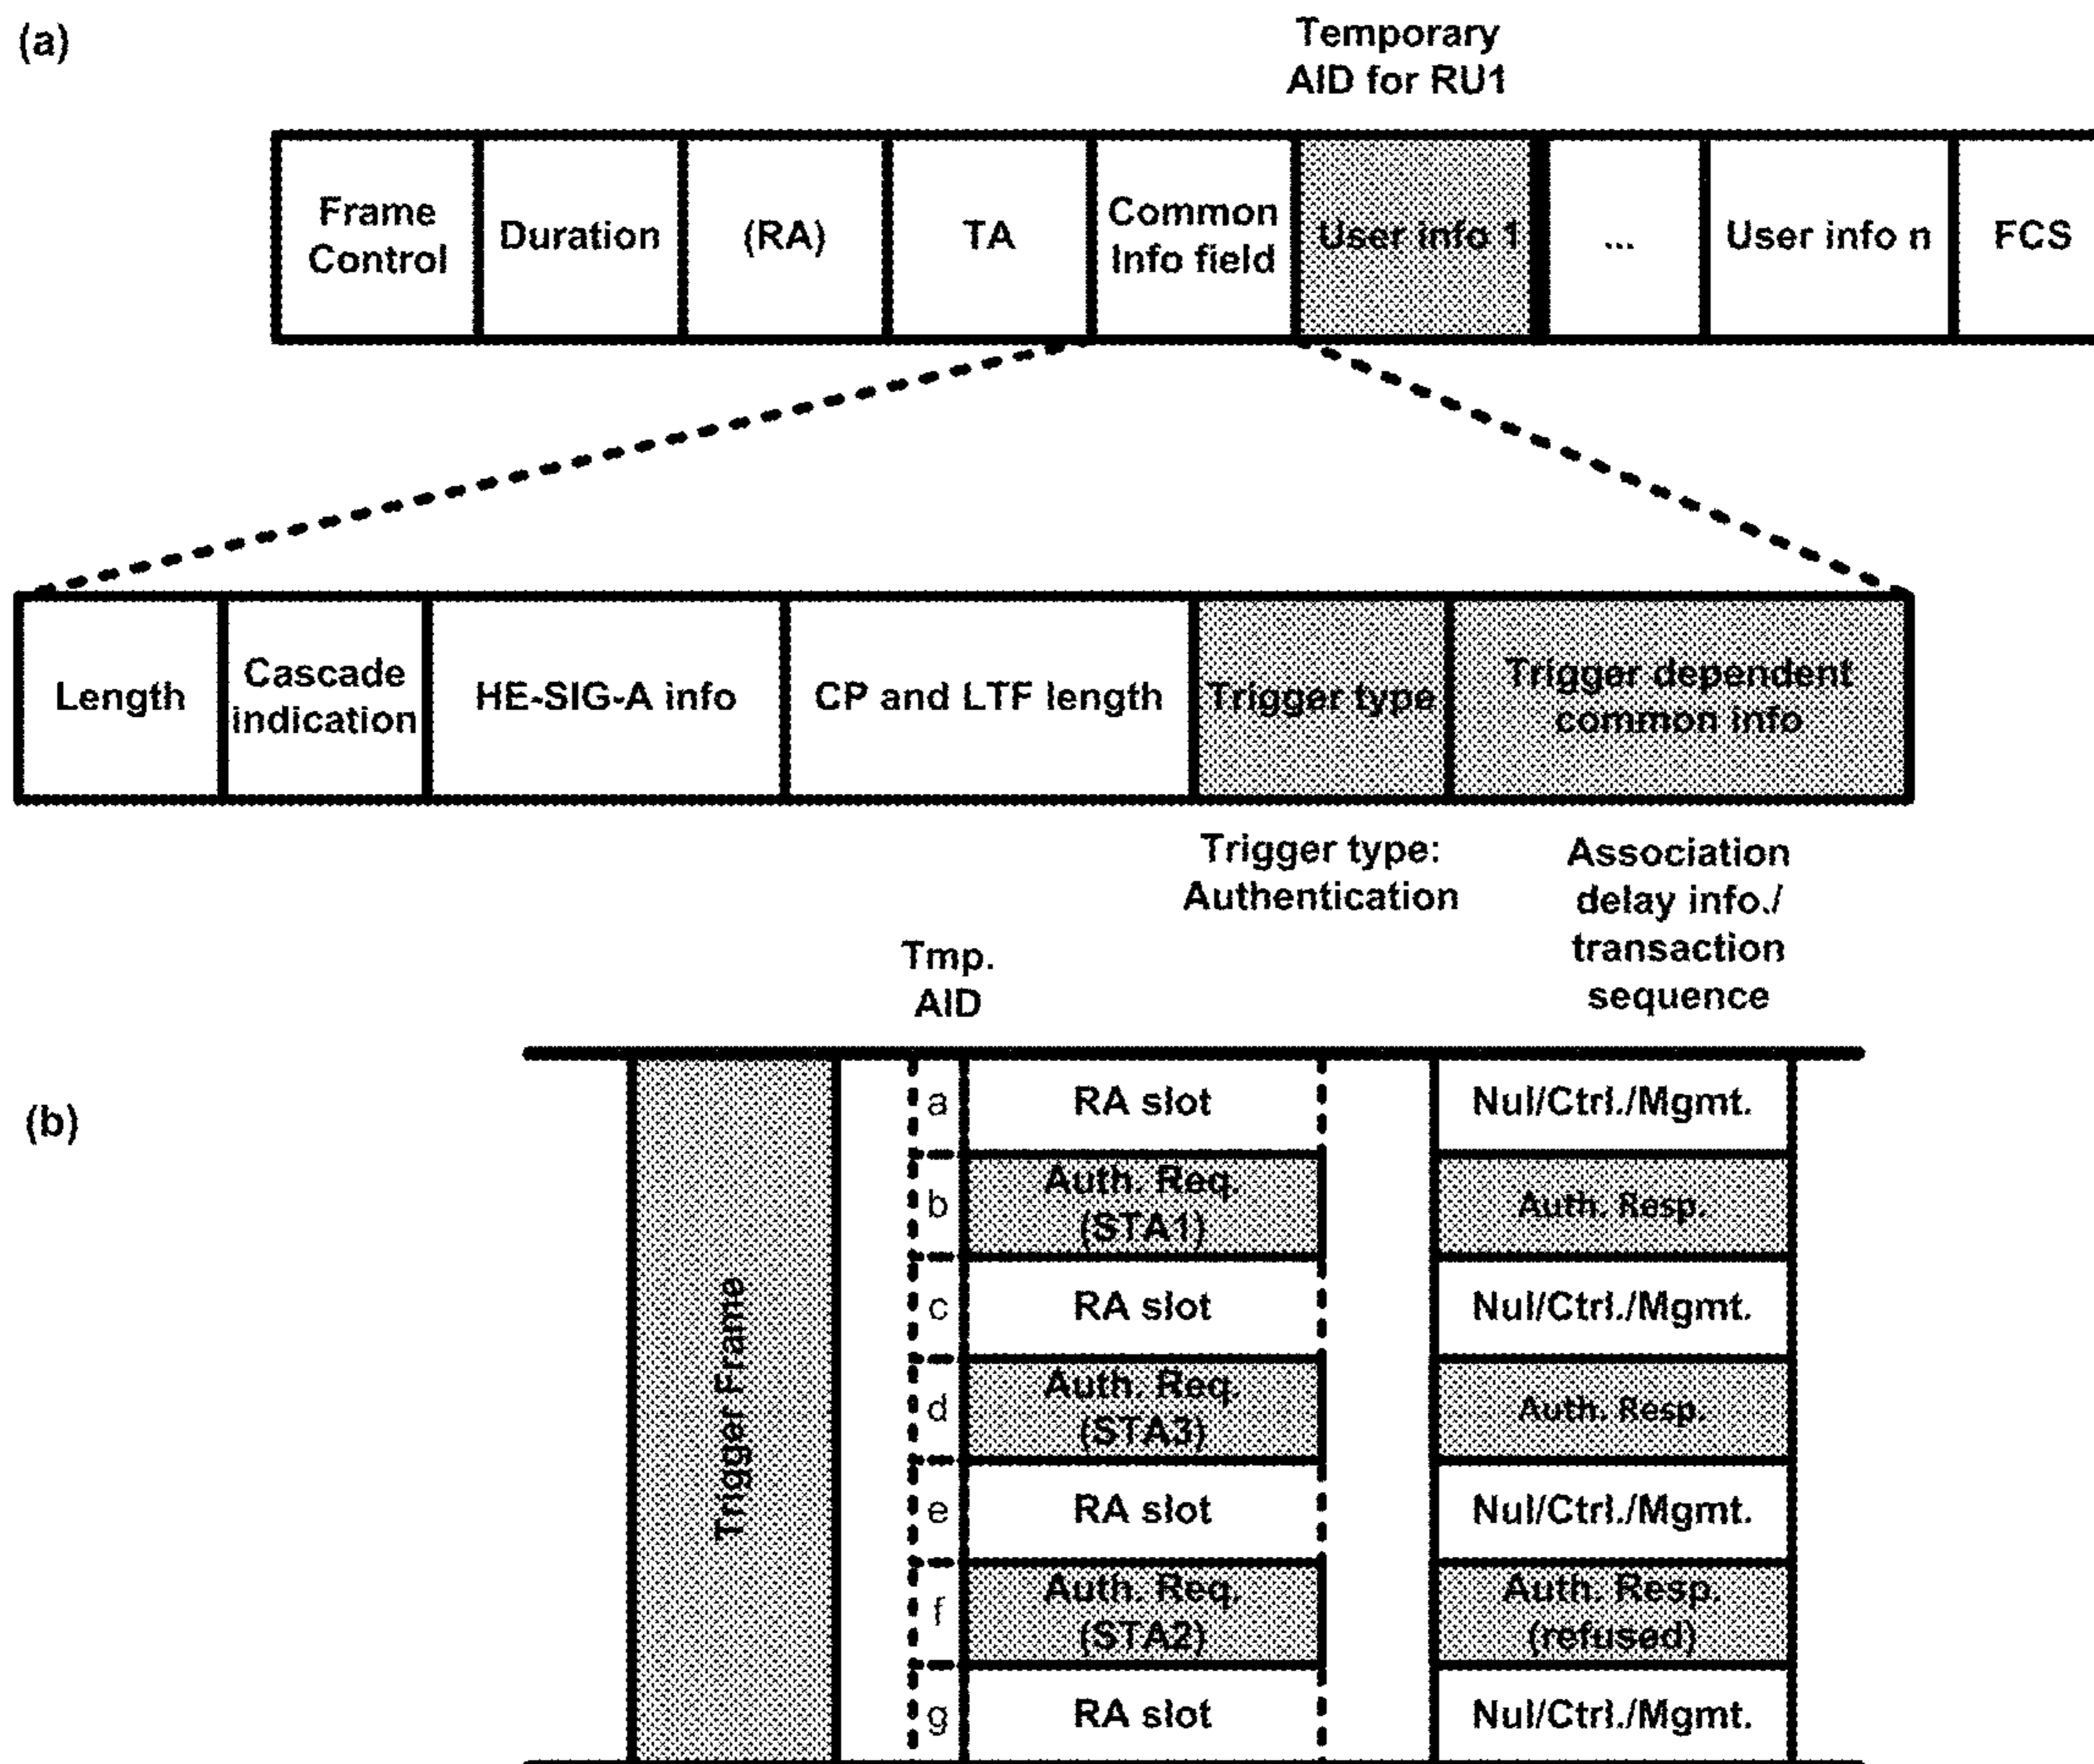 (a)
Temporary
AID for RU1
Frame
Control
Duration
(RA)
TA
Common
Info field
User info 1
...
User info n
FCS
Length
Cascade
indication
HE-SIG-A info
CP and LTF length
Trigger type
Trigger dependent
common info
Trigger type:
Authentication
Association
delay info./
transaction
sequence
Tmp.
AID
(b)
Trigger Frame
a
RA slot
Nul/Ctrl./Mgmt.
b
Auth. Req.
(STA1)
Auth. Resp.
c
RA slot
Nul/Ctrl./Mgmt.
d
Auth. Req.
(STA3)
Auth. Resp.
e
RA slot
Nul/Ctrl./Mgmt.
f
Auth. Req.
(STA2)
Auth. Resp.
(refused)
g
RA slot
Nul/Ctrl./Mgmt.